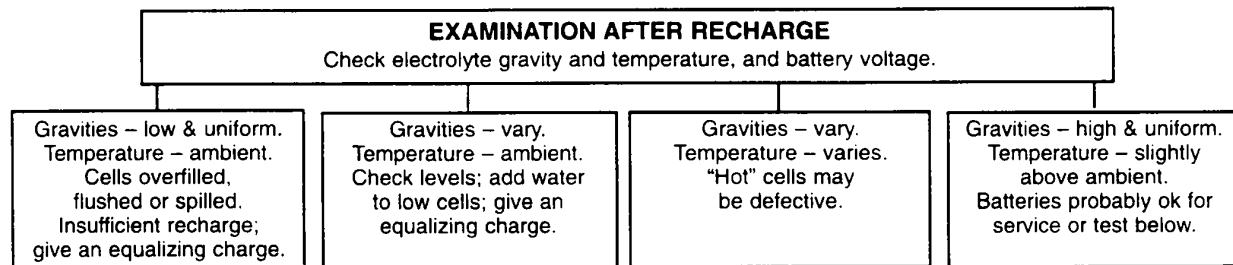 EXAMINATION AFTER RECHARGE
Check electrolyte gravity and temperature, and battery voltage.
Gravities – low & uniform.
Temperature – ambient.
Cells overfilled,
flushed or spilled.
Insufficient recharge;
give an equalizing charge.
Gravities – vary.
Temperature – ambient.
Check levels; add water
to low cells; give an
equalizing charge.
Gravities – vary.
Temperature – varies.
“Hot” cells may
be defective.
Gravities – high & uniform.
Temperature – slightly
above ambient.
Batteries probably ok for
service or test below.